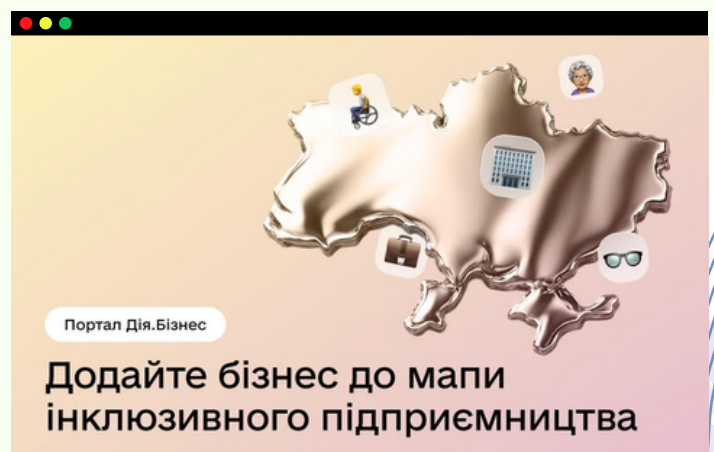 Портал Дія.Бізнес
Додайте бізнес до мапи
інклюзивного підприємництва